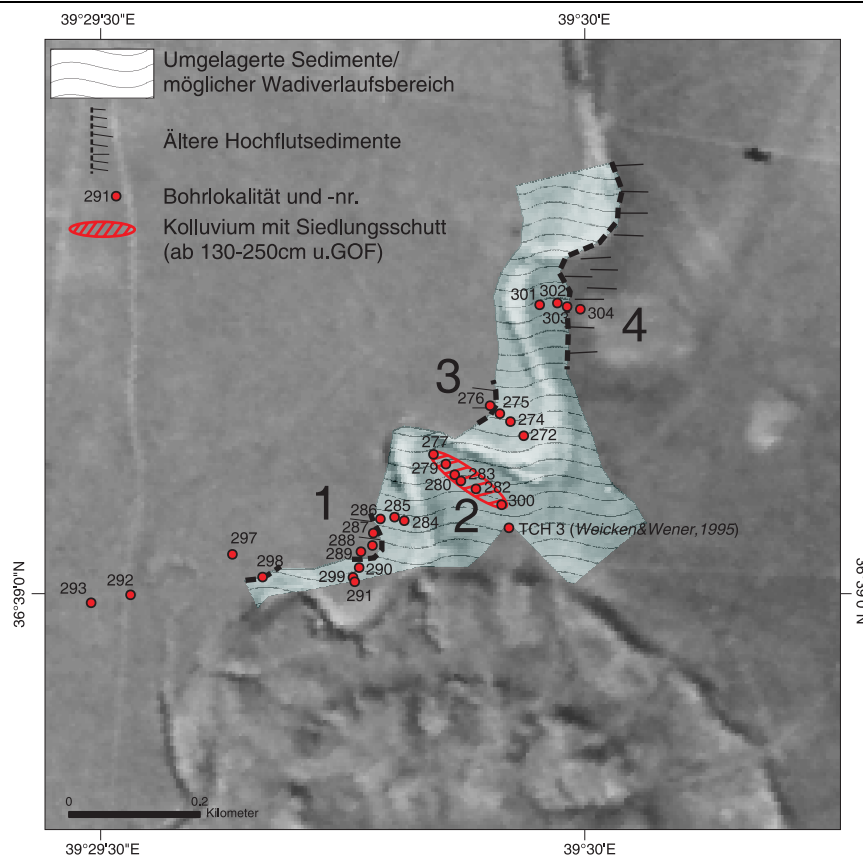 39°29'30"E
39°30'E
Umgelagerte Sedimente/
möglicher Wadiverlaufsbereich
Ältere Hochflutsedimente
291
Bohrlokalität und -nr.
Kolluvium mit Siedlungsschutt
(ab 130-250cm u.GOF)
301
302
303
304
4
3
276
275
274
272
277
279
283
280
282
300
2
TCH 3 (Weicken&Wener,1995)
1
286
285
284
287
288
289
290
299
291
297
298
293
292
36°39'0"N
36°39'0"N
0
0.2
Kilometer
39°29'30"E
39°30'E